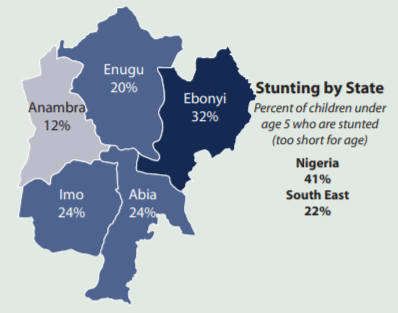 Enugu
20%
Anambra
12%
Ebonyi
32%
Imo
24%
Abia
24%
Stunting by State
Percent of children under
age 5 who are stunted
(too short for age)
Nigeria
41%
South East
22%